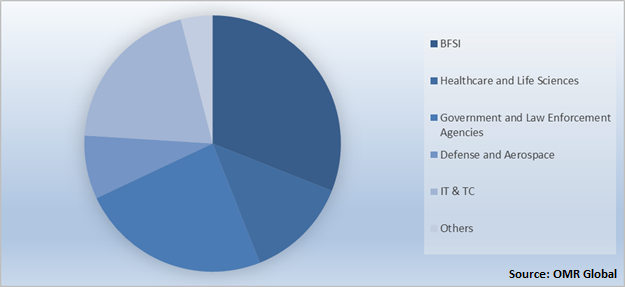 BFSI
Healthcare and Life Sciences
Government and Law Enforcement
Agencies
Defense and Aerospace
IT & TC
Others
Source: OMR Global